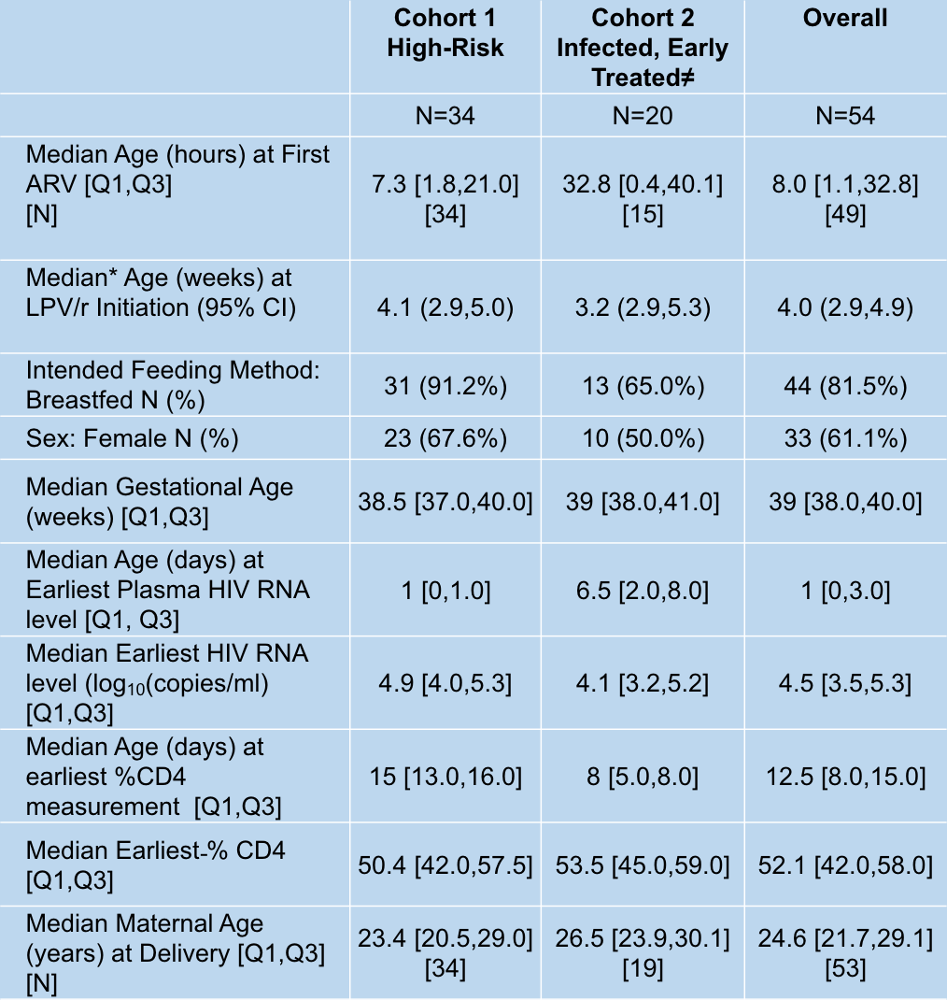 Cohort 1
High-Risk
Cohort 2
Infected, Early
Treated≠
Overall
N=34
N=20
N=54
Median Age (hours) at First
ARV [Q1,Q3]
[N]
7.3 [1.8,21.0]
[34]
32.8 [0.4,40.1]
[15]
8.0 [1.1,32.8]
[49]
Median* Age (weeks) at
LPV/r Initiation (95% CI)
4.1 (2.9,5.0)
3.2 (2.9,5.3)
4.0 (2.9,4.9)
Intended Feeding Method:
Breastfed N (%)
31 (91.2%)
13 (65.0%)
44 (81.5%)
Sex: Female N (%)
23 (67.6%)
10 (50.0%)
33 (61.1%)
Median Gestational Age
(weeks) [Q1,Q3]
38.5 [37.0,40.0]
39 [38.0,41.0]
39 [38.0,40.0]
Median Age (days) at
Earliest Plasma HIV RNA
level [Q1, Q3]
1 [0,1.0]
6.5 [2.0,8.0]
1 [0,3.0]
Median Earliest HIV RNA
level (log₁₀(copies/ml)
[Q1,Q3]
4.9 [4.0,5.3]
4.1 [3.2,5.2]
4.5 [3.5,5.3]
Median Age (days) at
earliest %CD4
measurement  [Q1,Q3]
15 [13.0,16.0]
8 [5.0,8.0]
12.5 [8.0,15.0]
Median Earliest-% CD4
[Q1,Q3]
50.4 [42.0,57.5]
53.5 [45.0,59.0]
52.1 [42.0,58.0]
Median Maternal Age
(years) at Delivery [Q1,Q3]
[N]
23.4 [20.5,29.0]
[34]
26.5 [23.9,30.1]
[19]
24.6 [21.7,29.1]
[53]